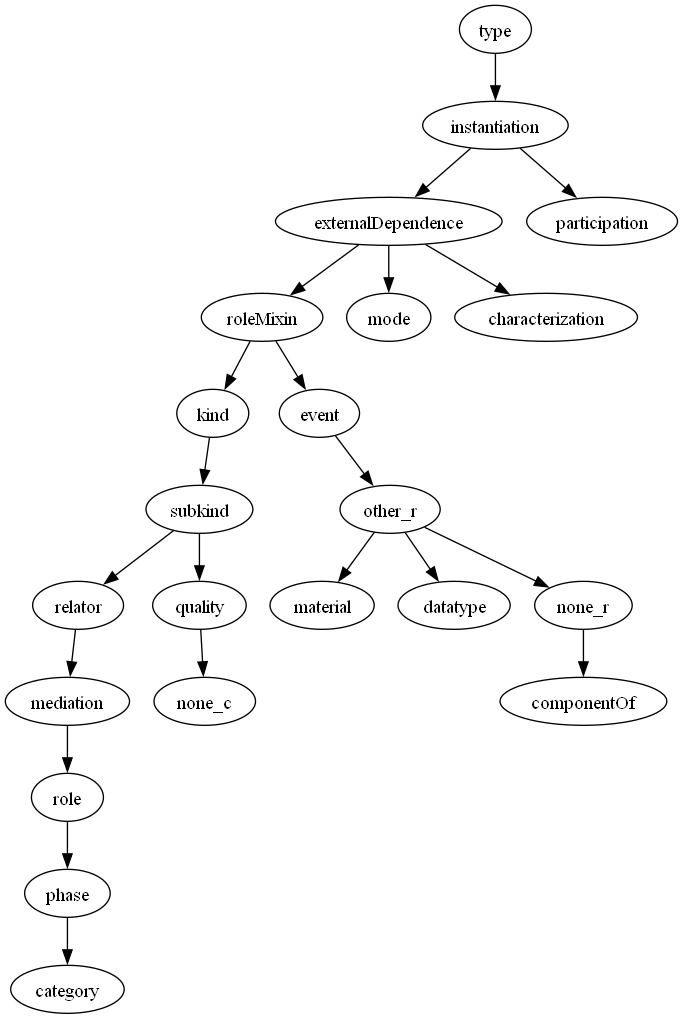 type
instantiation
externalDependence
participation
roleMixin
mode
characterization
kind
event
subkind
other_r
relator
quality
material
datatype
none_r
mediation
none_c
componentOf
role
phase
category